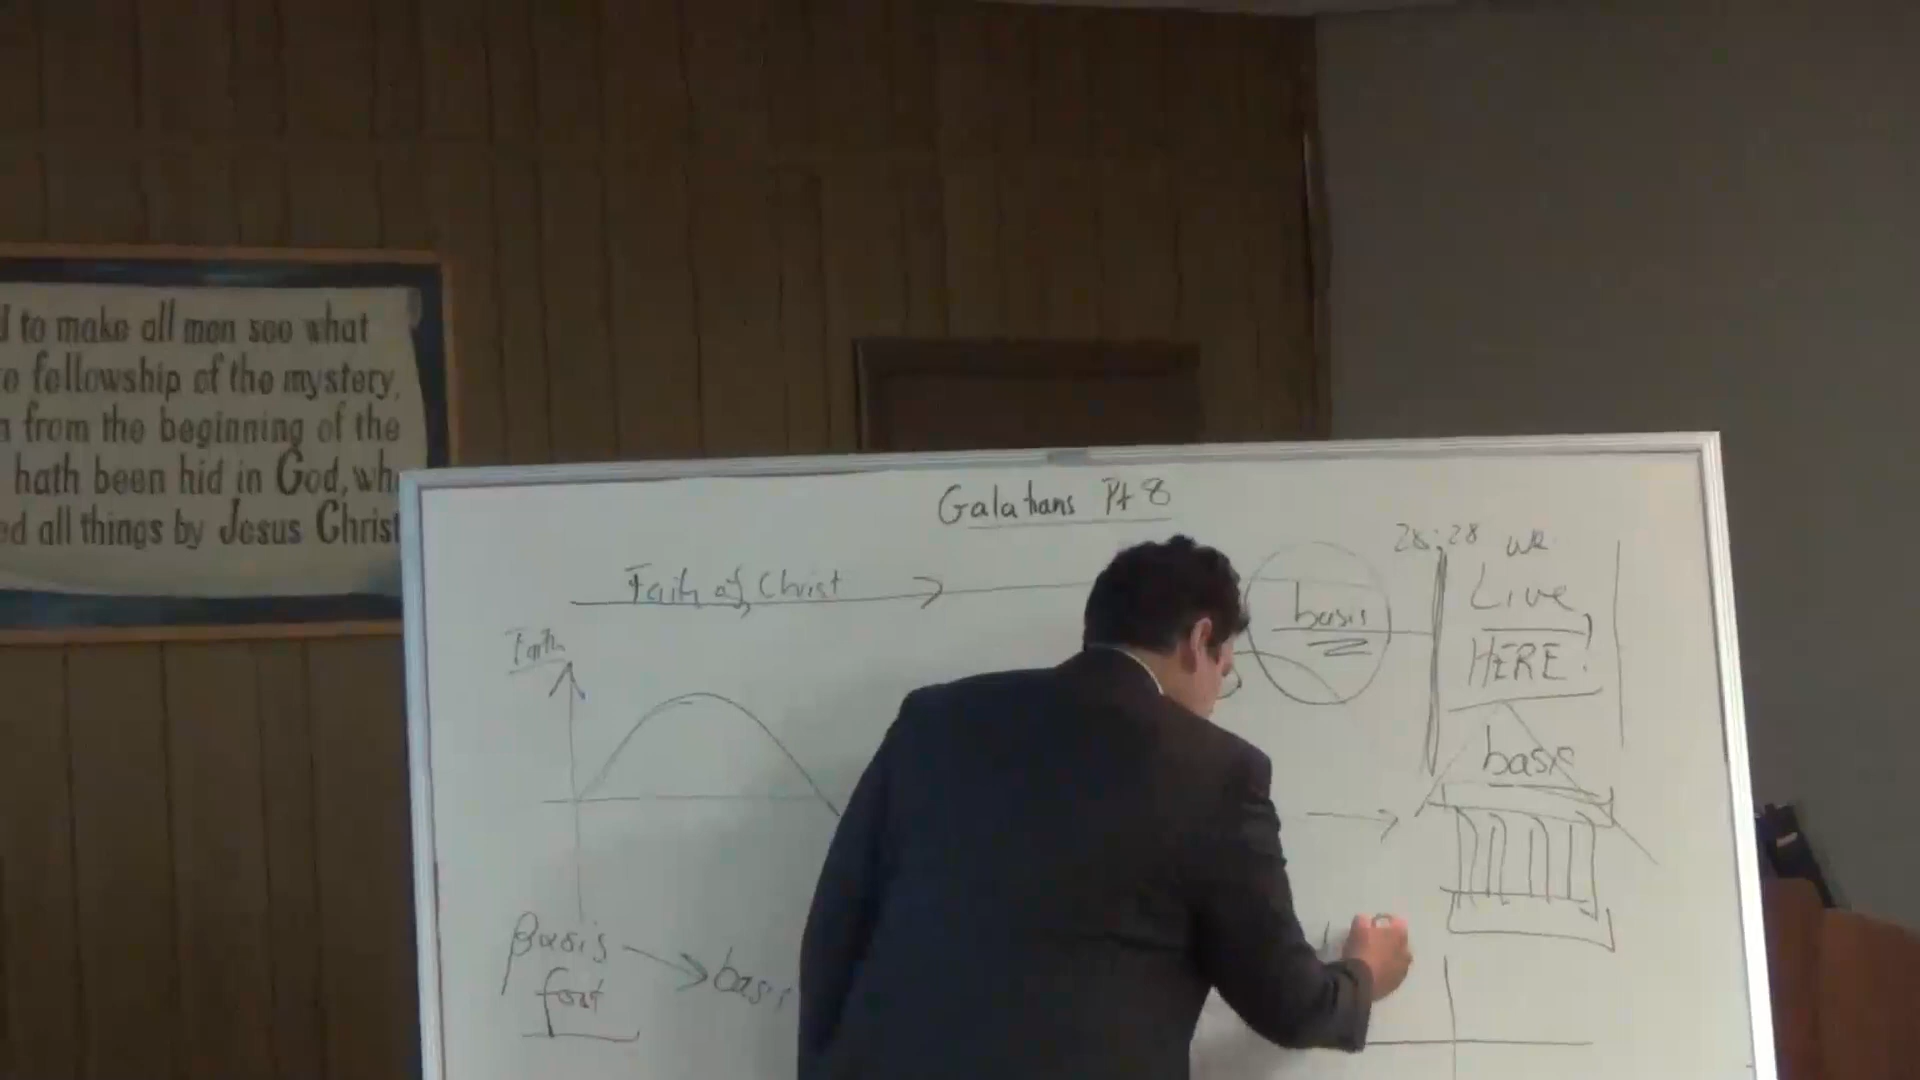 to make all men see what
fellowship of the mystery,
from the beginning of the
hath been hid in God, wh
all things by Jesus Christ
Galatians Pt 8
Faith of Christ
Faith
basis
28:28 we
Live
HERE!
basis
βασις
foot
basis